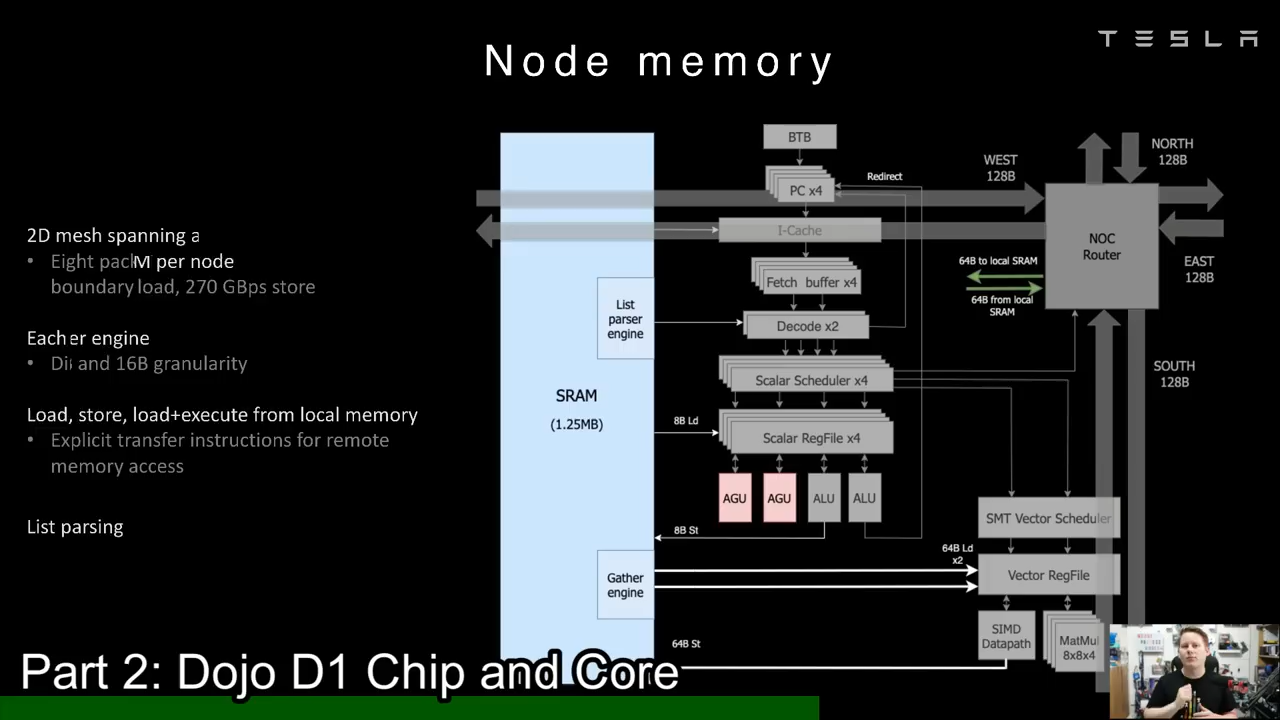 TESLA
Node memory
2D mesh spanning a
• Eight pac M per node
boundary load, 270 GBps store
Each er engine
• Di and 16B granularity
Load, store, load+execute from local memory
• Explicit transfer instructions for remote
memory access
List parsing
SRAM
(1.25MB)
List
parser
engine
Gather
engine
BTB
PC x4
Redirect
I-Cache
Fetch buffer x4
Decode x2
Scalar Scheduler x4
8B Ld
Scalar RegFile x4
AGU
AGU
ALU
ALU
8B St
64B Ld
x2
64B St
WEST
128B
NORTH
128B
NOC
Router
EAST
128B
64B to local SRAM
64B from local
SRAM
SOUTH
128B
SMT Vector Scheduler
Vector RegFile
SIMD
Datapath
MatMul
8x8x4
Part 2: Dojo D1 Chip and Core